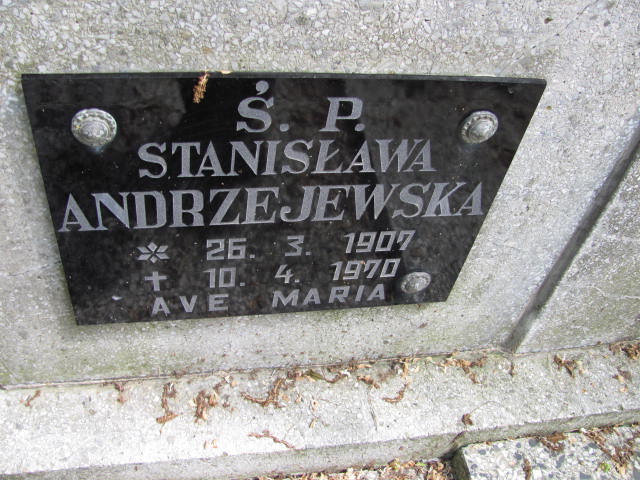 Ś. P.
STANISŁAWA
ANDRZEJEWSKA
* 26. 3. 1907
† 10. 4. 1970
AVE MARIA